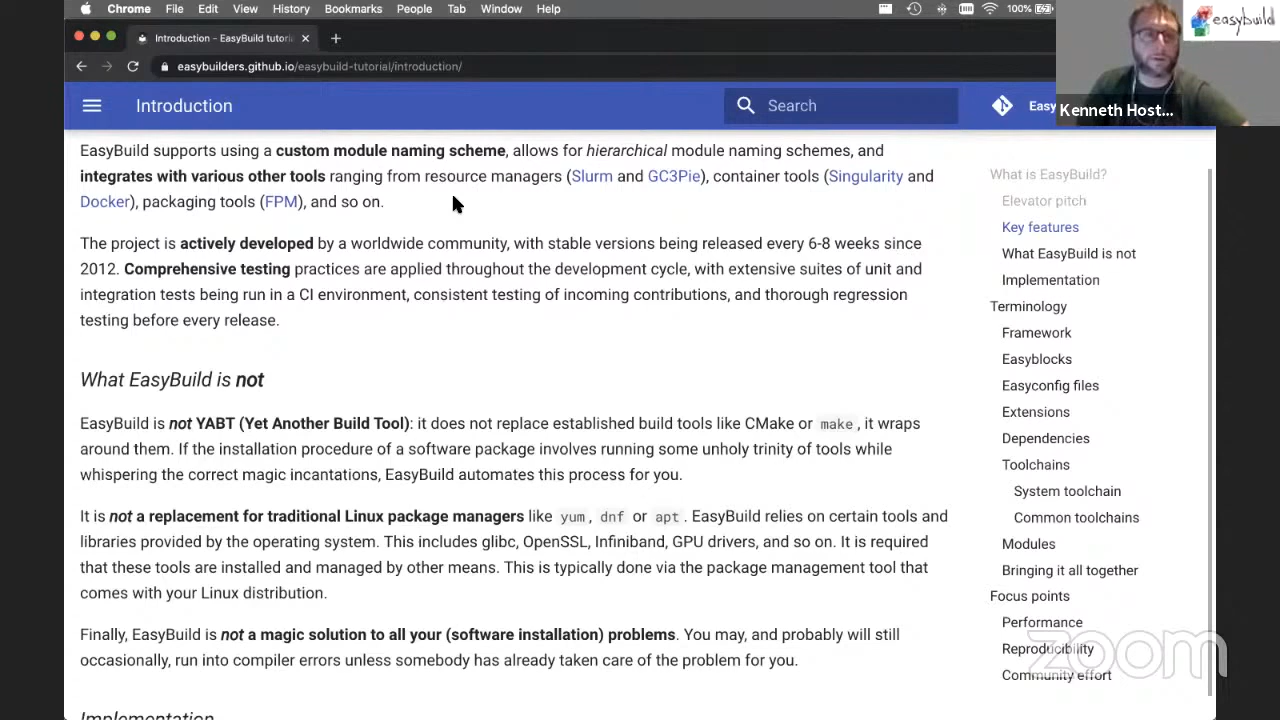 Chrome File Edit View History Bookmarks People Tab Window Help 100%
Introduction - EasyBuild tutori
easybuild
easybuilders.github.io/easybuild-tutorial/introduction/
Introduction
Search
Easy
Kenneth Host...
EasyBuild supports using a custom module naming scheme, allows for hierarchical module naming schemes, and
integrates with various other tools ranging from resource managers (Slurm and GC3Pie), container tools (Singularity and
Docker), packaging tools (FPM), and so on.
The project is actively developed by a worldwide community, with stable versions being released every 6-8 weeks since
2012. Comprehensive testing practices are applied throughout the development cycle, with extensive suites of unit and
integration tests being run in a CI environment, consistent testing of incoming contributions, and thorough regression
testing before every release.
What EasyBuild is not
EasyBuild is not YABT (Yet Another Build Tool): it does not replace established build tools like CMake or make, it wraps
around them. If the installation procedure of a software package involves running some unholy trinity of tools while
whispering the correct magic incantations, EasyBuild automates this process for you.
It is not a replacement for traditional Linux package managers like yum, dnf or apt. EasyBuild relies on certain tools and
libraries provided by the operating system. This includes glibc, OpenSSL, Infiniband, GPU drivers, and so on. It is required
that these tools are installed and managed by other means. This is typically done via the package management tool that
comes with your Linux distribution.
Finally, EasyBuild is not a magic solution to all your (software installation) problems. You may, and probably will still
occasionally, run into compiler errors unless somebody has already taken care of the problem for you.
Implementation
What is EasyBuild?
Elevator pitch
Key features
What EasyBuild is not
Implementation
Terminology
Framework
Easyblocks
Easyconfig files
Extensions
Dependencies
Toolchains
System toolchain
Common toolchains
Modules
Bringing it all together
Focus points
Performance
Reproducibility
Community effort
zoom